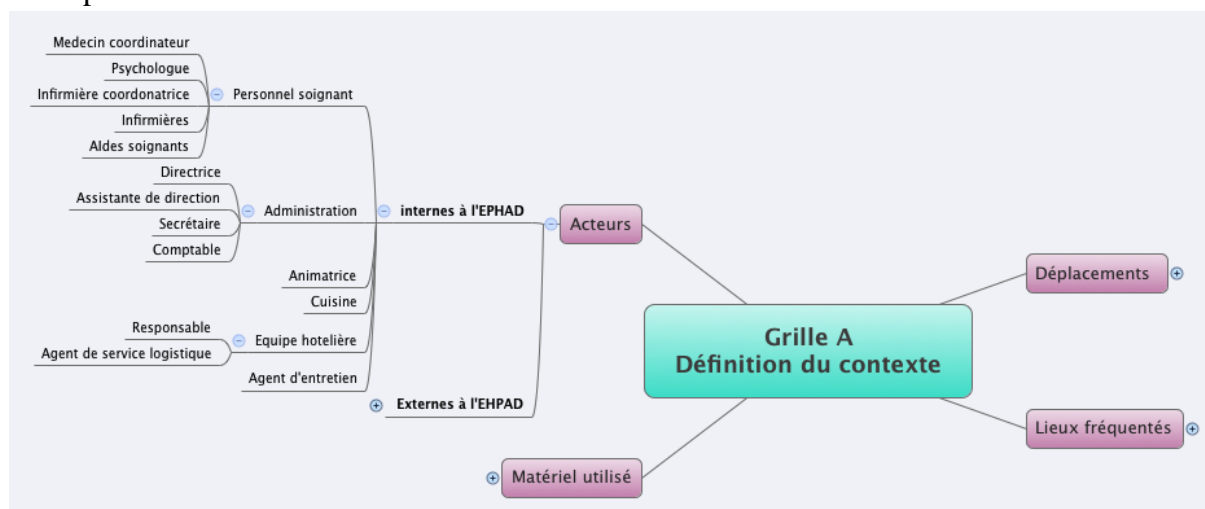 Medecin coordinateur
Psychologue
Infirmière coordonatrice
Infirmières
AIdes soignants
Personnel soignant
Directrice
Assistante de direction
Secrétaire
Comptable
Administration
Animatrice
Cuisine
Responsable
Agent de service logistique
Equipe hotelière
Agent d'entretien
internes à l'EPHAD
Externes à l'EHPAD
Acteurs
Matériel utilisé
Grille A
Définition du contexte
Déplacements
Lieux fréquentés